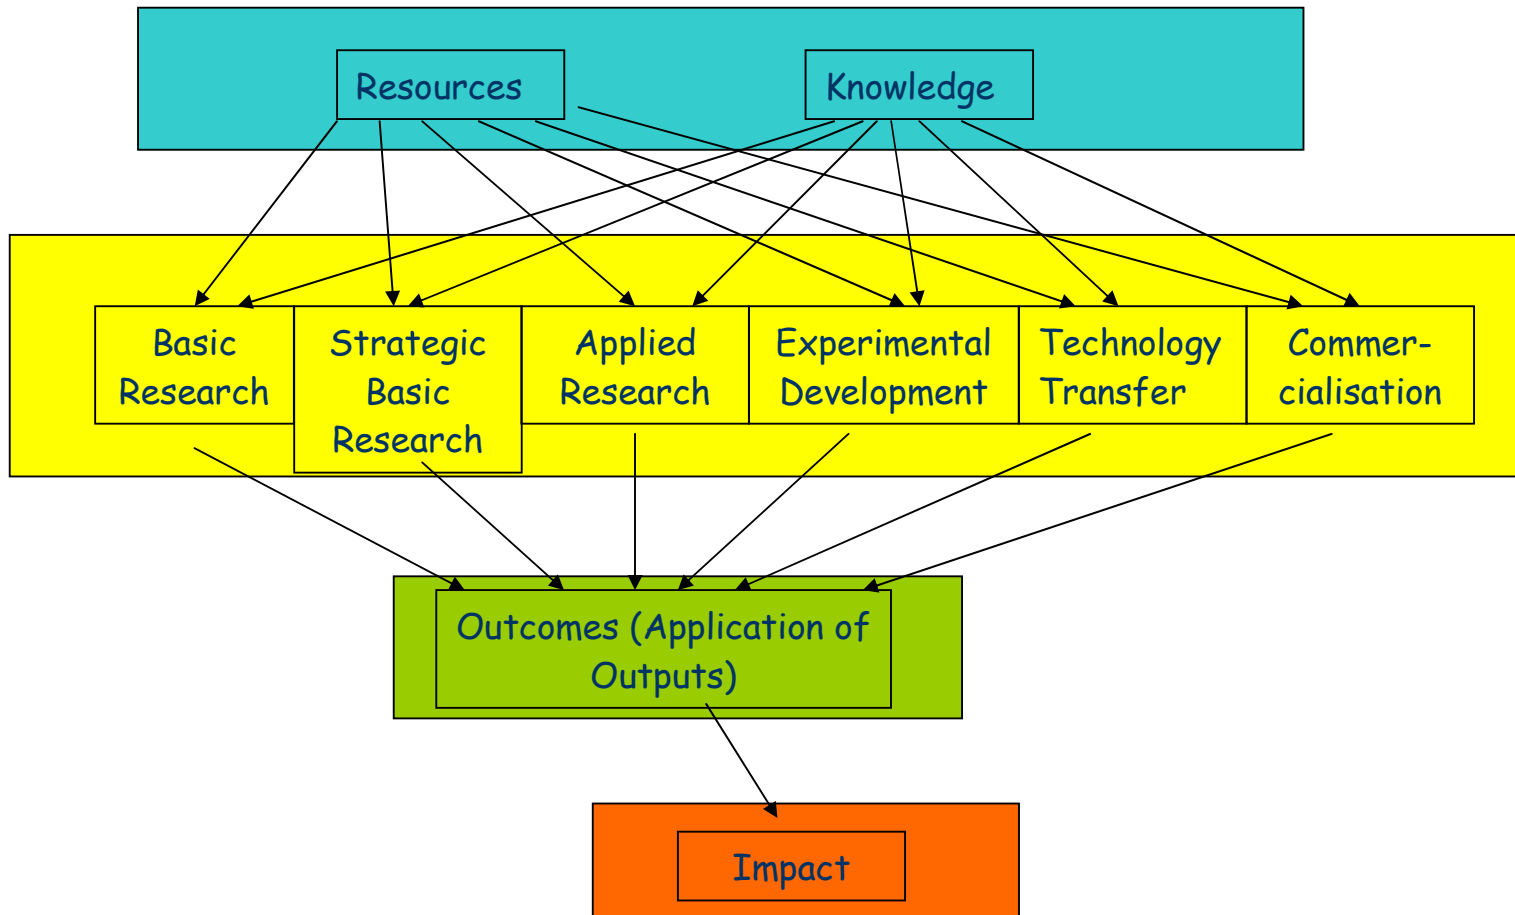 Resources
Knowledge
Basic
Research
Strategic
Basic
Research
Applied
Research
Experimental
Development
Technology
Transfer
Commer-
cialisation
Outcomes (Application of
Outputs)
Impact